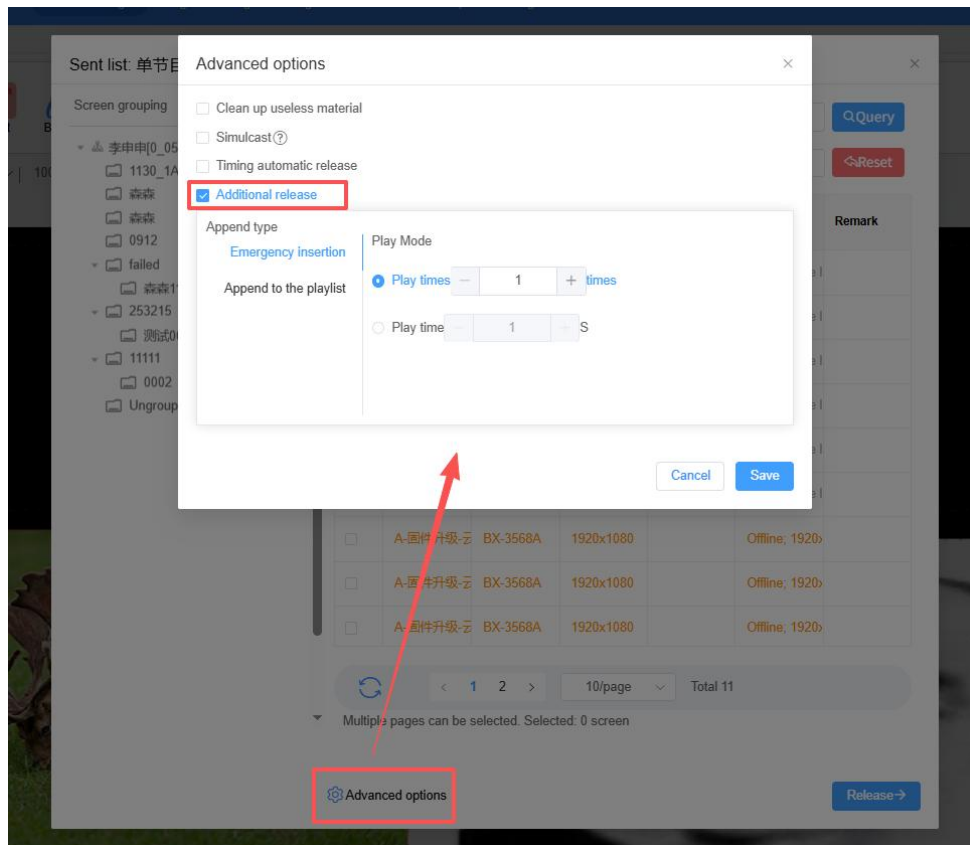 Sent list: 单节目
Advanced options
Screen grouping
Clean up useless material
Simulcast?
Timing automatic release
Additional release
Query
Reset
李申申[0_05
1130_1A
森森
森森
0912
failed
森森1
253215
测试0
11111
0002
Ungroup
Append type
Emergency insertion
Append to the playlist
Play Mode
Play times − 1 + times
Play time − 1 + S
Remark
Cancel
Save
A-固件升级-云 BX-3568A 1920x1080 Offline; 1920x
A-固件升级-云 BX-3568A 1920x1080 Offline; 1920x
A-固件升级-云 BX-3568A 1920x1080 Offline; 1920x
< 1 2 > 10/page Total 11
Multiple pages can be selected. Selected: 0 screen
Advanced options
Release